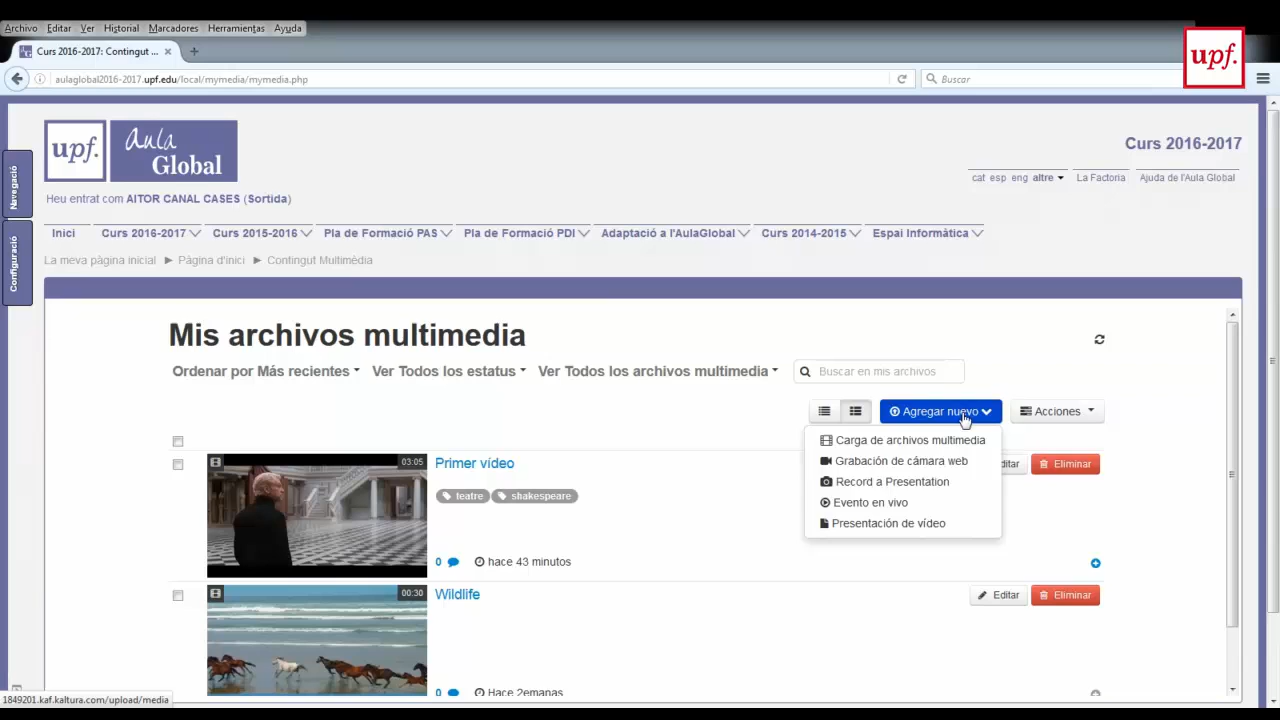 Archivo Editar Ver Historial Marcadores Herramientas Ayuda
Curs 2016-2017: Contingut ...
aulaglobal2016-2017.upf.edu/local/mymedia/mymedia.php
Buscar
upf.
upf. Aula Global
Curs 2016-2017
cat esp eng altre La Factoria Ajuda de l'Aula Global
Navegació
Configuració
Heu entrat com AITOR CANAL CASES (Sortida)
Inici Curs 2016-2017 Curs 2015-2016 Pla de Formació PAS Pla de Formació PDI Adaptació a l'AulaGlobal Curs 2014-2015 Espai Informàtica
La meva pàgina inicial ► Pàgina d'inici ► Contingut Multimèdia
Mis archivos multimedia
Ordenar por Más recientes Ver Todos los estatus Ver Todos los archivos multimedia Buscar en mis archivos
Agregar nuevo Acciones
Carga de archivos multimedia
Grabación de cámara web
Record a Presentation
Evento en vivo
Presentación de vídeo
03:05
Primer vídeo
ditar Eliminar
teatre shakespeare
0 hace 43 minutos
00:30
Wildlife
Editar Eliminar
0 Hace 2emanas
1849201.kaf.kaltura.com/upload/media